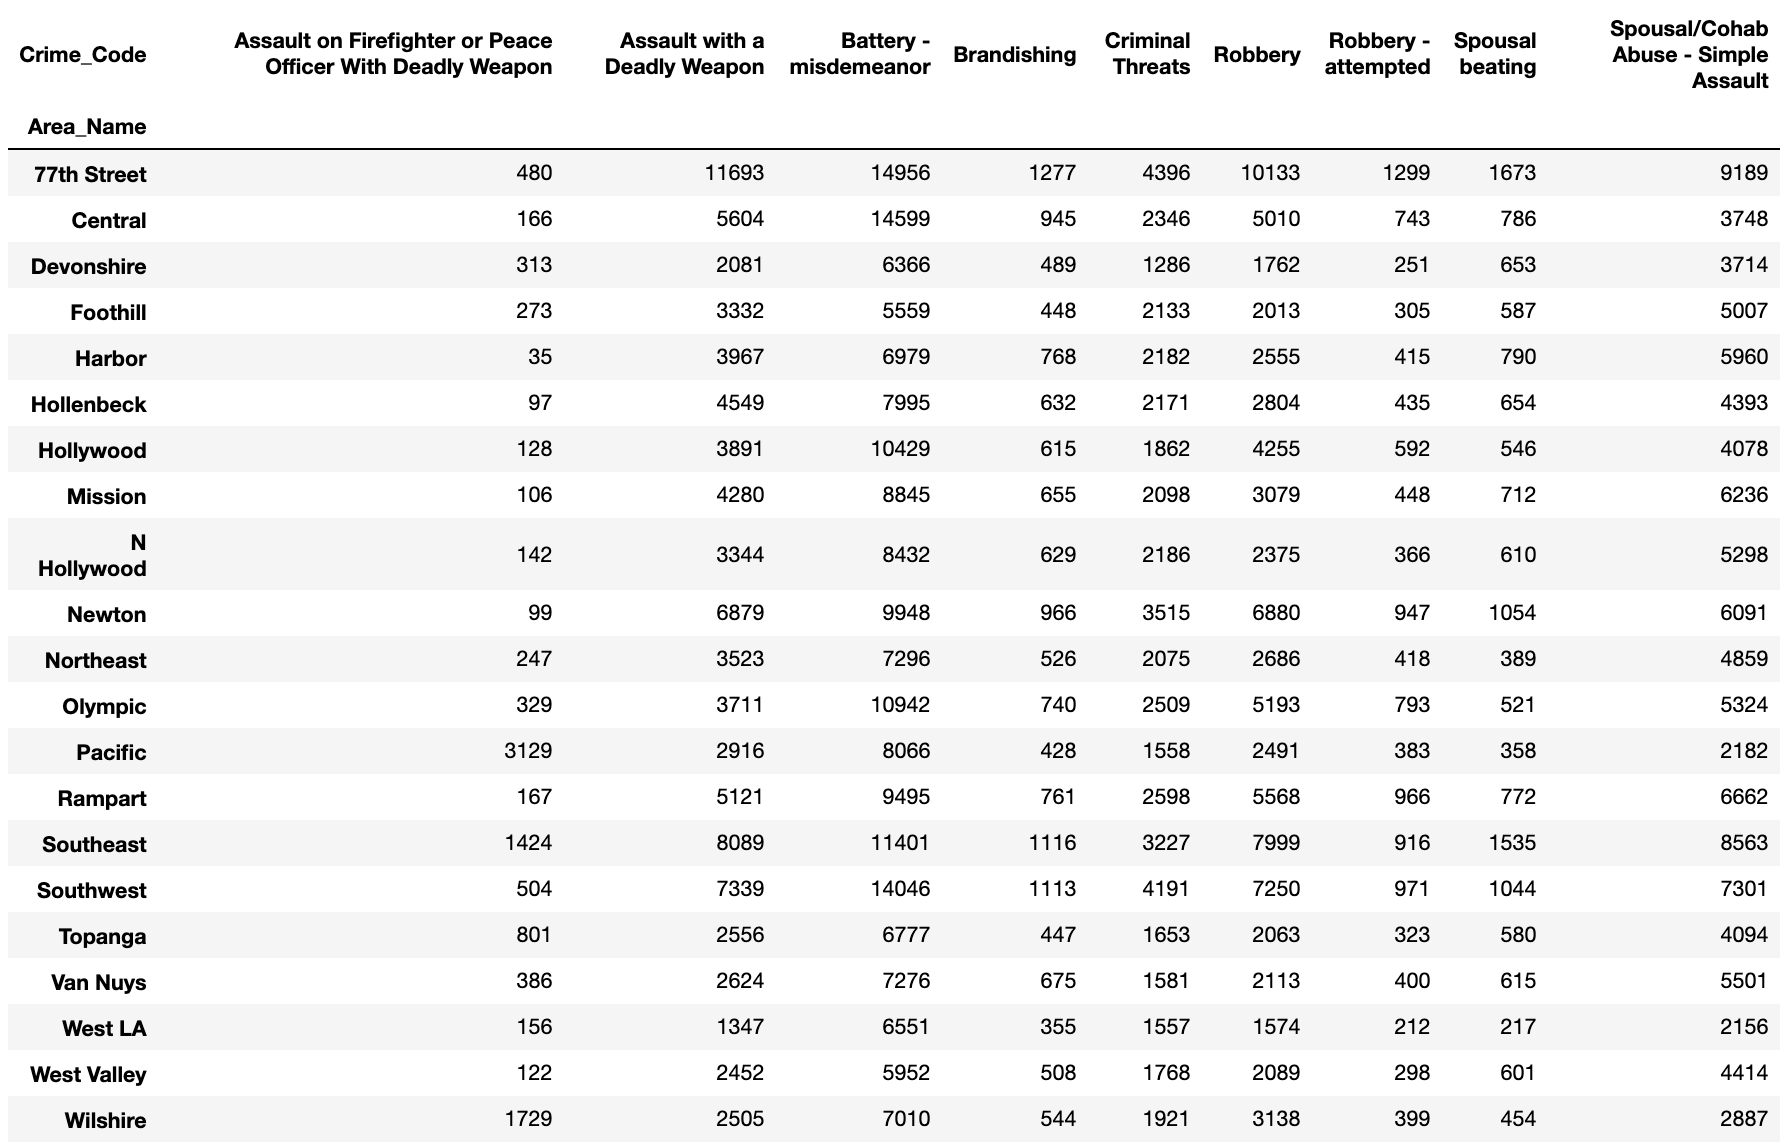 Crime_Code Assault on Firefighter or Peace Officer With Deadly Weapon Assault with a Deadly Weapon Battery - misdemeanor Brandishing Criminal Threats Robbery Robbery - attempted Spousal beating Spousal/Cohab Abuse - Simple Assault
Area_Name
77th Street 480 11693 14956 1277 4396 10133 1299 1673 9189
Central 166 5604 14599 945 2346 5010 743 786 3748
Devonshire 313 2081 6366 489 1286 1762 251 653 3714
Foothill 273 3332 5559 448 2133 2013 305 587 5007
Harbor 35 3967 6979 768 2182 2555 415 790 5960
Hollenbeck 97 4549 7995 632 2171 2804 435 654 4393
Hollywood 128 3891 10429 615 1862 4255 592 546 4078
Mission 106 4280 8845 655 2098 3079 448 712 6236
N Hollywood 142 3344 8432 629 2186 2375 366 610 5298
Newton 99 6879 9948 966 3515 6880 947 1054 6091
Northeast 247 3523 7296 526 2075 2686 418 389 4859
Olympic 329 3711 10942 740 2509 5193 793 521 5324
Pacific 3129 2916 8066 428 1558 2491 383 358 2182
Rampart 167 5121 9495 761 2598 5568 966 772 6662
Southeast 1424 8089 11401 1116 3227 7999 916 1535 8563
Southwest 504 7339 14046 1113 4191 7250 971 1044 7301
Topanga 801 2556 6777 447 1653 2063 323 580 4094
Van Nuys 386 2624 7276 675 1581 2113 400 615 5501
West LA 156 1347 6551 355 1557 1574 212 217 2156
West Valley 122 2452 5952 508 1768 2089 298 601 4414
Wilshire 1729 2505 7010 544 1921 3138 399 454 2887